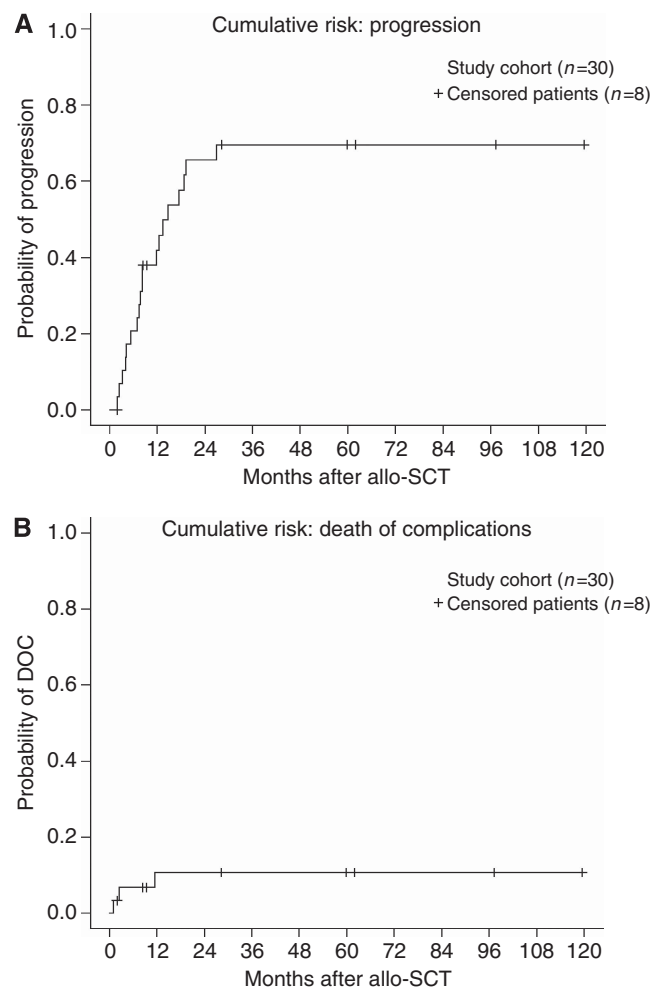 A
Cumulative risk: progression
Study cohort (n=30)
+ Censored patients (n=8)
Probability of progression
1.0
0.8
0.6
0.4
0.2
0.0
0 12 24 36 48 60 72 84 96 108 120
Months after allo-SCT
B
Cumulative risk: death of complications
Study cohort (n=30)
+ Censored patients (n=8)
Probability of DOC
1.0
0.8
0.6
0.4
0.2
0.0
0 12 24 36 48 60 72 84 96 108 120
Months after allo-SCT